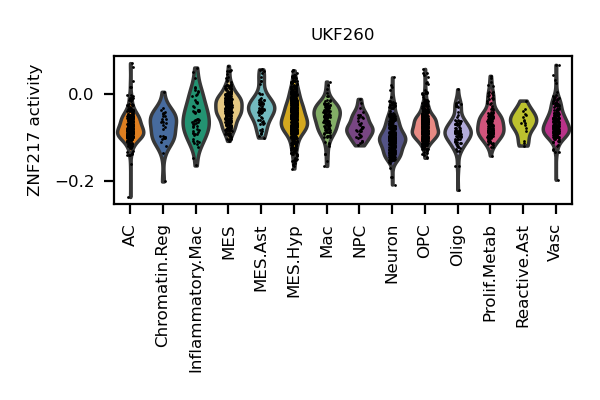 UKF260
ZNF217 activity
0.0
−0.2
AC
Chromatin.Reg
Inflammatory.Mac
MES
MES.Ast
MES.Hyp
Mac
NPC
Neuron
OPC
Oligo
Prolif.Metab
Reactive.Ast
Vasc